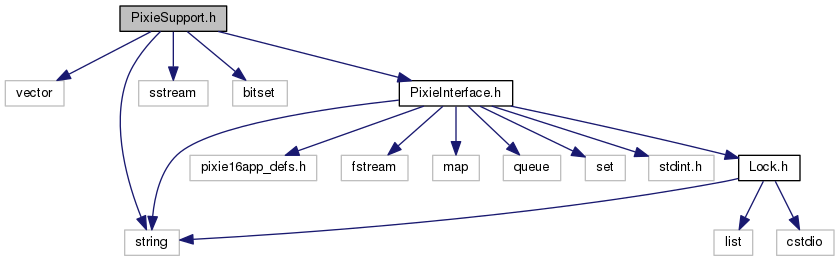 PixieSupport.h
vector
sstream
bitset
PixieInterface.h
pixie16app_defs.h
fstream
map
queue
set
stdint.h
Lock.h
string
list
cstdio